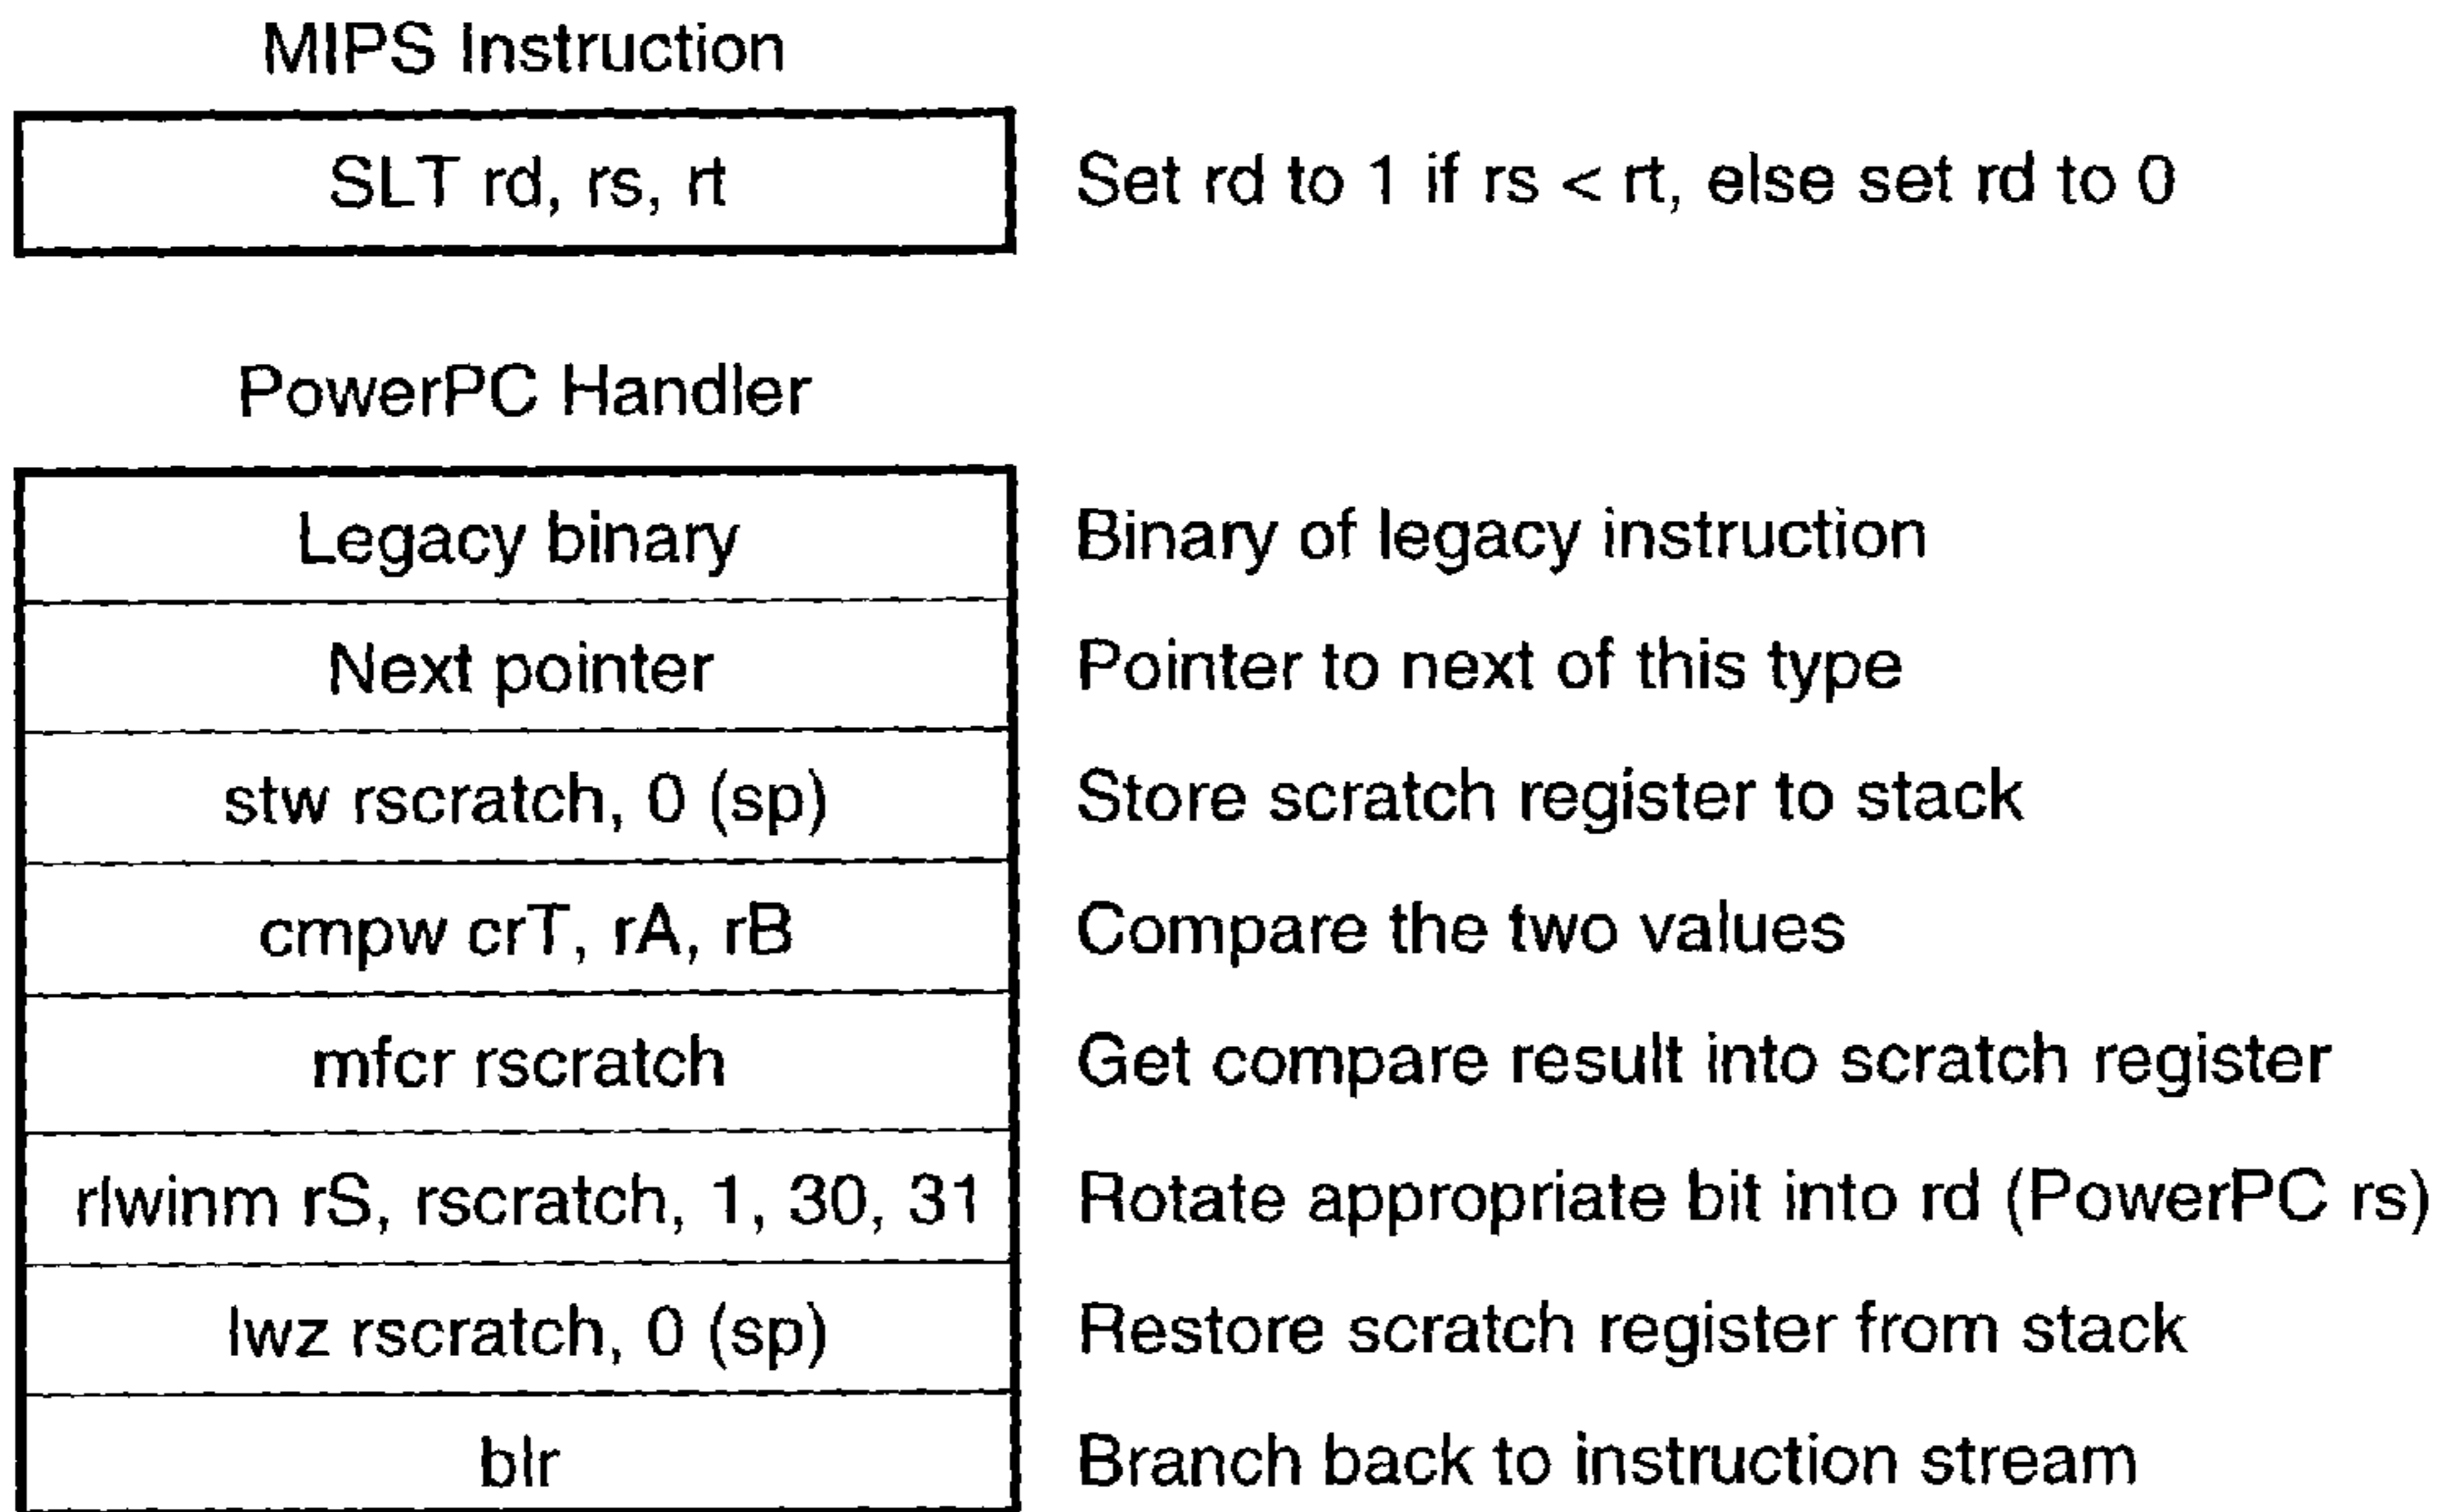 MIPS Instruction
SLT rd, rs, rt
Set rd to 1 if rs < rt, else set rd to 0
PowerPC Handler
Legacy binary
Binary of legacy instruction
Next pointer
Pointer to next of this type
stw rscratch, 0 (sp)
Store scratch register to stack
cmpw crT, rA, rB
Compare the two values
mfcr rscratch
Get compare result into scratch register
rlwinm rS, rscratch, 1, 30, 31
Rotate appropriate bit into rd (PowerPC rs)
lwz rscratch, 0 (sp)
Restore scratch register from stack
blr
Branch back to instruction stream